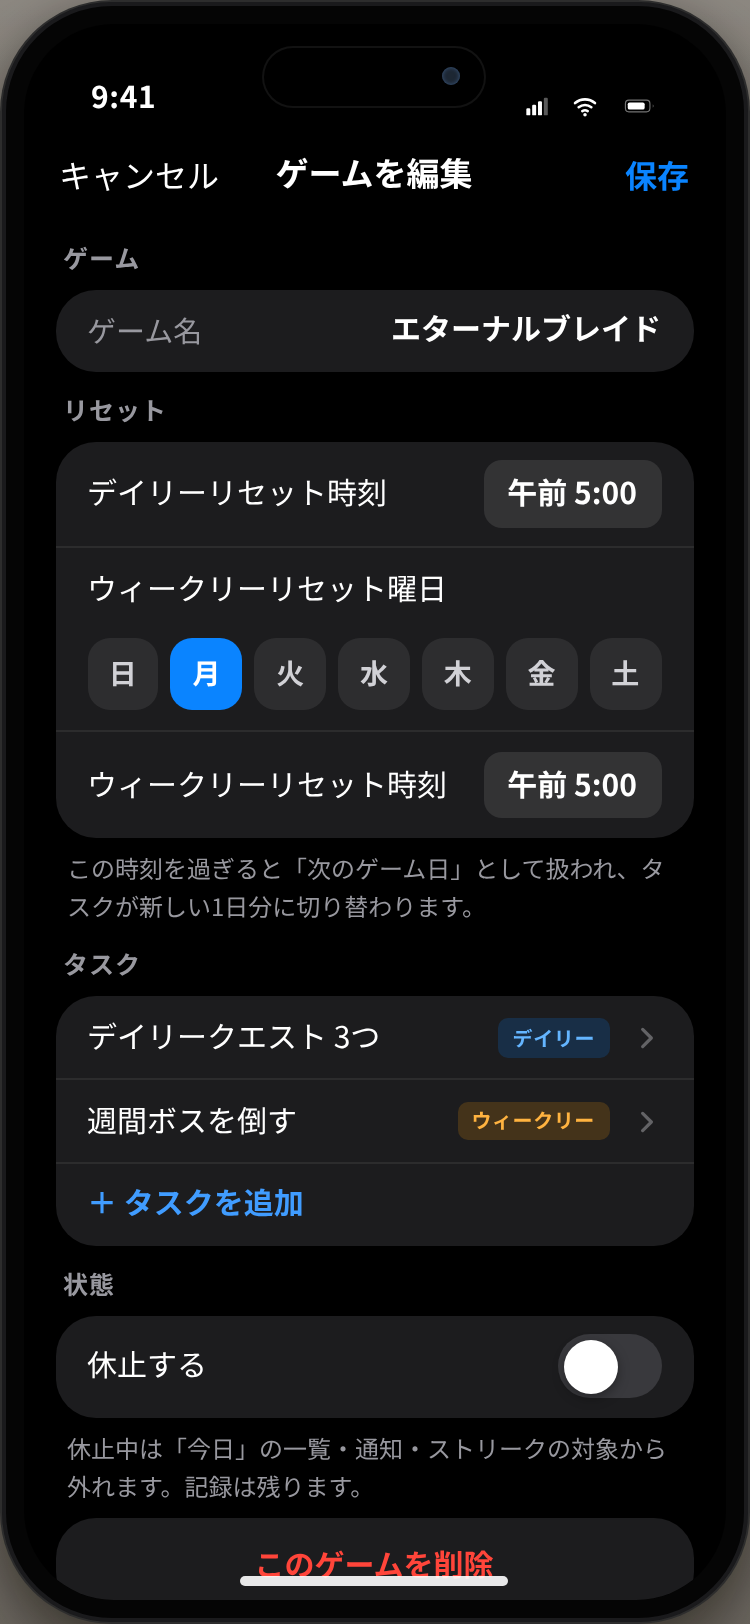 9:41
キャンセル
ゲームを編集
保存
ゲーム
ゲーム名
エターナルブレイド
リセット
デイリーリセット時刻
午前 5:00
ウィークリーリセット曜日
日 月 火 水 木 金 土
ウィークリーリセット時刻
午前 5:00
この時刻を過ぎると「次のゲーム日」として扱われ、タ
スクが新しい1日分に切り替わります。
タスク
デイリークエスト 3つ
デイリー
週間ボスを倒す
ウィークリー
＋ タスクを追加
状態
休止する
休止中は「今日」の一覧・通知・ストリークの対象から
外れます。記録は残ります。
このゲームを削除